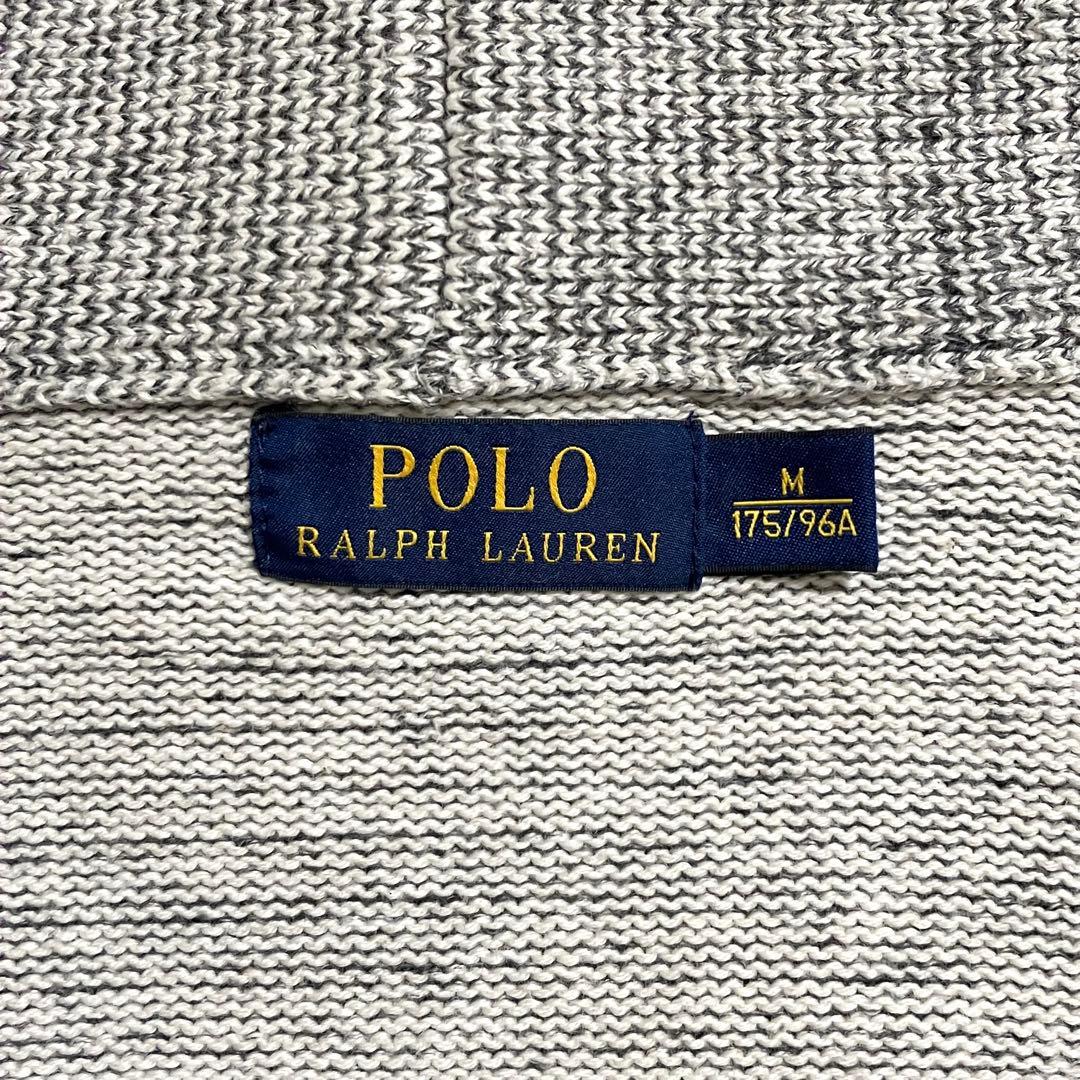 POLO
RALPH LAUREN
M
175/96A